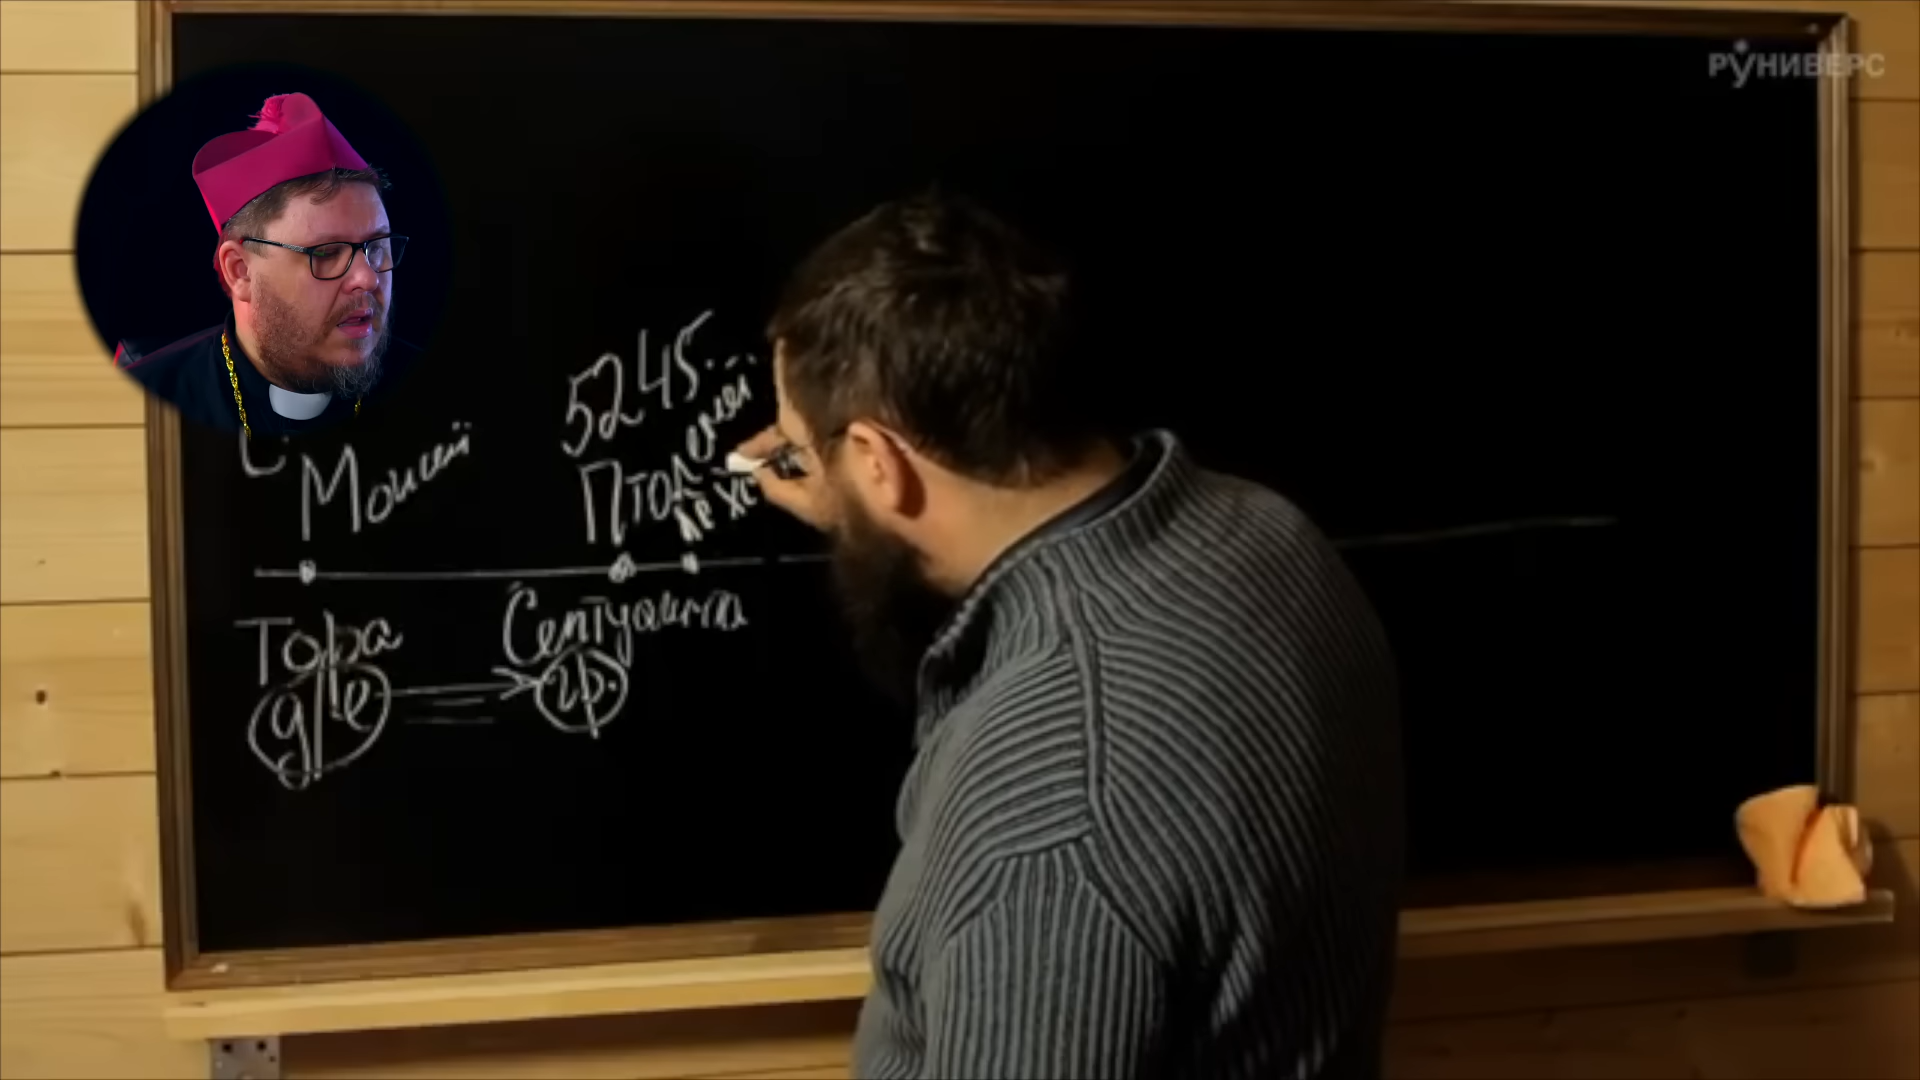 РУНИВЕРС
5245
Птолемей
Моисей
Тора
Септуагинта
гр.